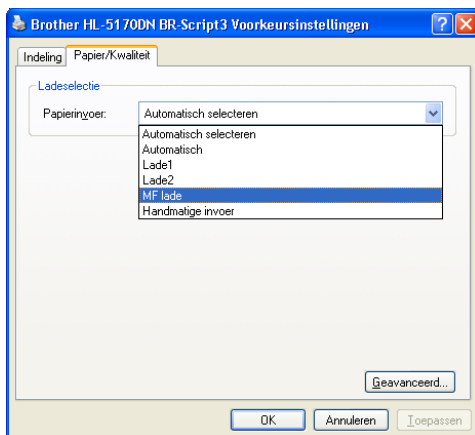 Brother HL-5170DN BR-Script3 Voorkeursinstellingen
Indeling Papier/Kwaliteit
Ladeselectie
Papierinvoer: Automatisch selecteren
Automatisch selecteren
Automatisch
Lade1
Lade2
MF lade
Handmatige invoer
Geavanceerd...
OK Annuleren Toepassen